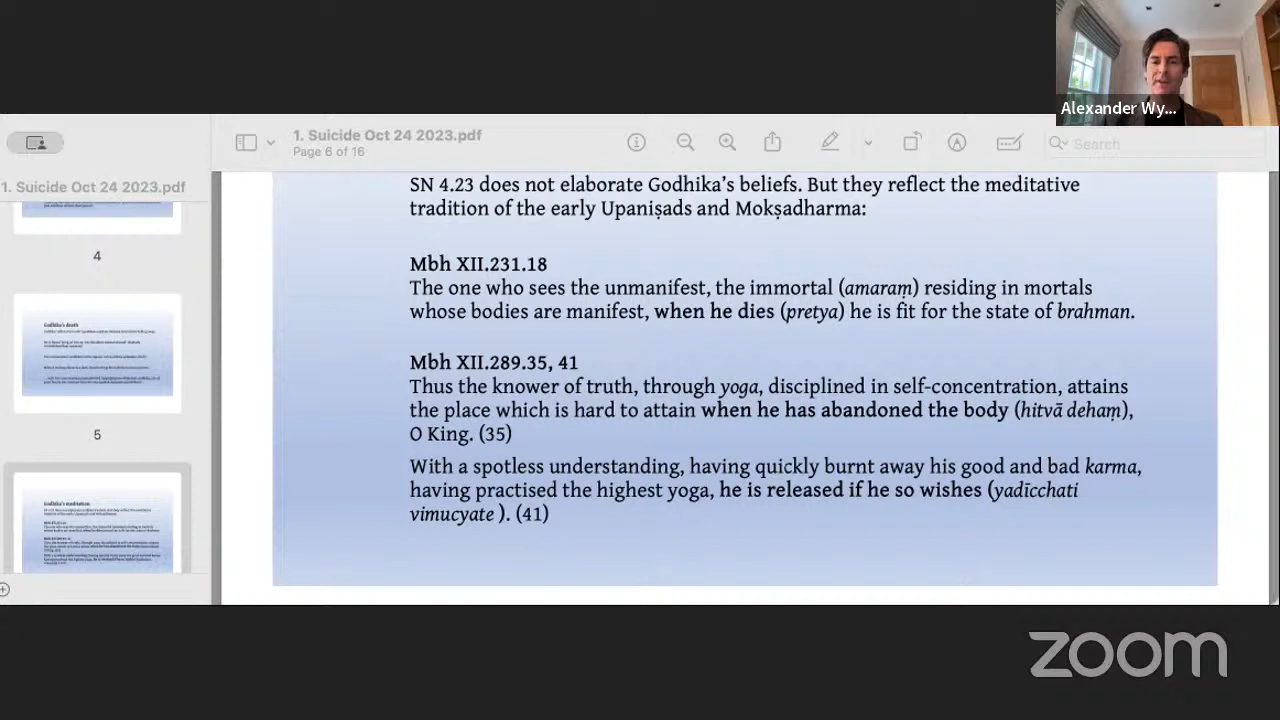 Alexander Wy...
1. Suicide Oct 24 2023.pdf
Page 6 of 16
Search
1. Suicide Oct 24 2023.pdf
4
Godhika's death
5
Godhika's meditation
SN 4.23 does not elaborate Godhika’s beliefs. But they reflect the meditative
tradition of the early Upaniṣads and Mokṣadharma:
Mbh XII.231.18
The one who sees the unmanifest, the immortal (amaraṃ) residing in mortals
whose bodies are manifest, when he dies (pretya) he is fit for the state of brahman.
Mbh XII.289.35, 41
Thus the knower of truth, through yoga, disciplined in self-concentration, attains
the place which is hard to attain when he has abandoned the body (hitvā dehaṃ),
O King. (35)
With a spotless understanding, having quickly burnt away his good and bad karma,
having practised the highest yoga, he is released if he so wishes (yadīcchati
vimucyate ). (41)
zoom